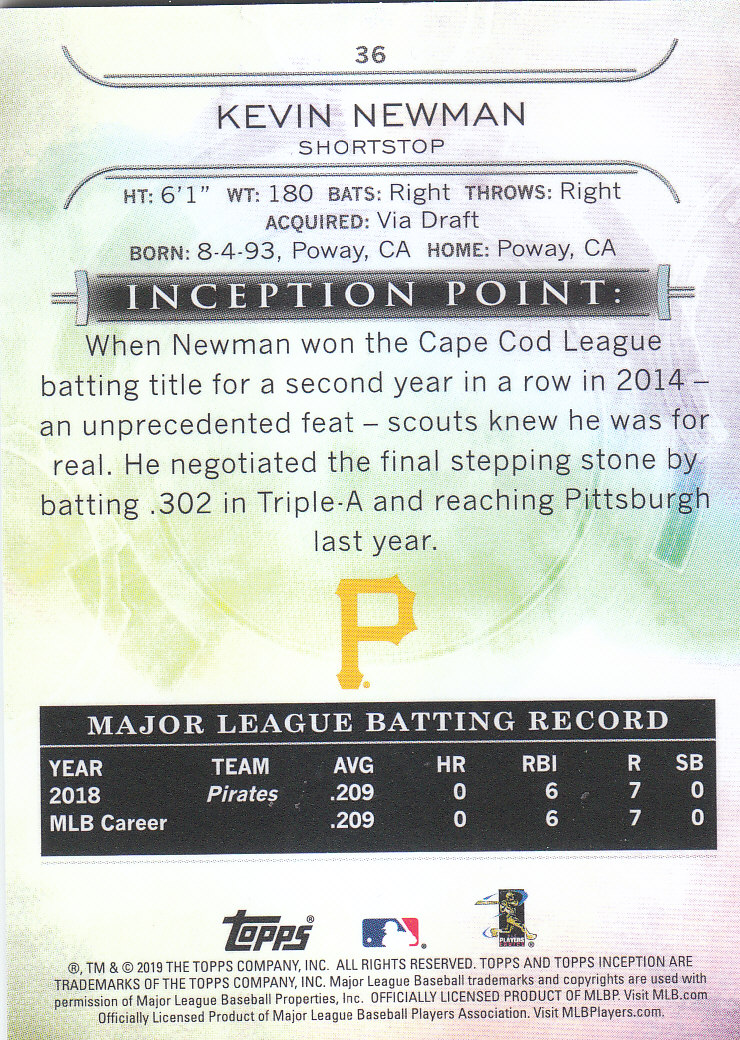 36
KEVIN NEWMAN
SHORTSTOP
HT: 6'1" WT: 180 BATS: Right THROWS: Right
ACQUIRED: Via Draft
BORN: 8-4-93, Poway, CA HOME: Poway, CA
INCEPTION POINT:
When Newman won the Cape Cod League
batting title for a second year in a row in 2014 –
an unprecedented feat – scouts knew he was for
real. He negotiated the final stepping stone by
batting .302 in Triple-A and reaching Pittsburgh
last year.
P®
MAJOR LEAGUE BATTING RECORD
YEAR TEAM AVG HR RBI R SB
2018 Pirates .209 0 6 7 0
MLB Career .209 0 6 7 0
topps® ® PLAYERS ®
®, TM & © 2019 THE TOPPS COMPANY, INC. ALL RIGHTS RESERVED. TOPPS AND TOPPS INCEPTION ARE
TRADEMARKS OF THE TOPPS COMPANY, INC. Major League Baseball trademarks and copyrights are used with
permission of Major League Baseball Properties, Inc. OFFICIALLY LICENSED PRODUCT OF MLBP. Visit MLB.com
Officially Licensed Product of Major League Baseball Players Association. Visit MLBPlayers.com.